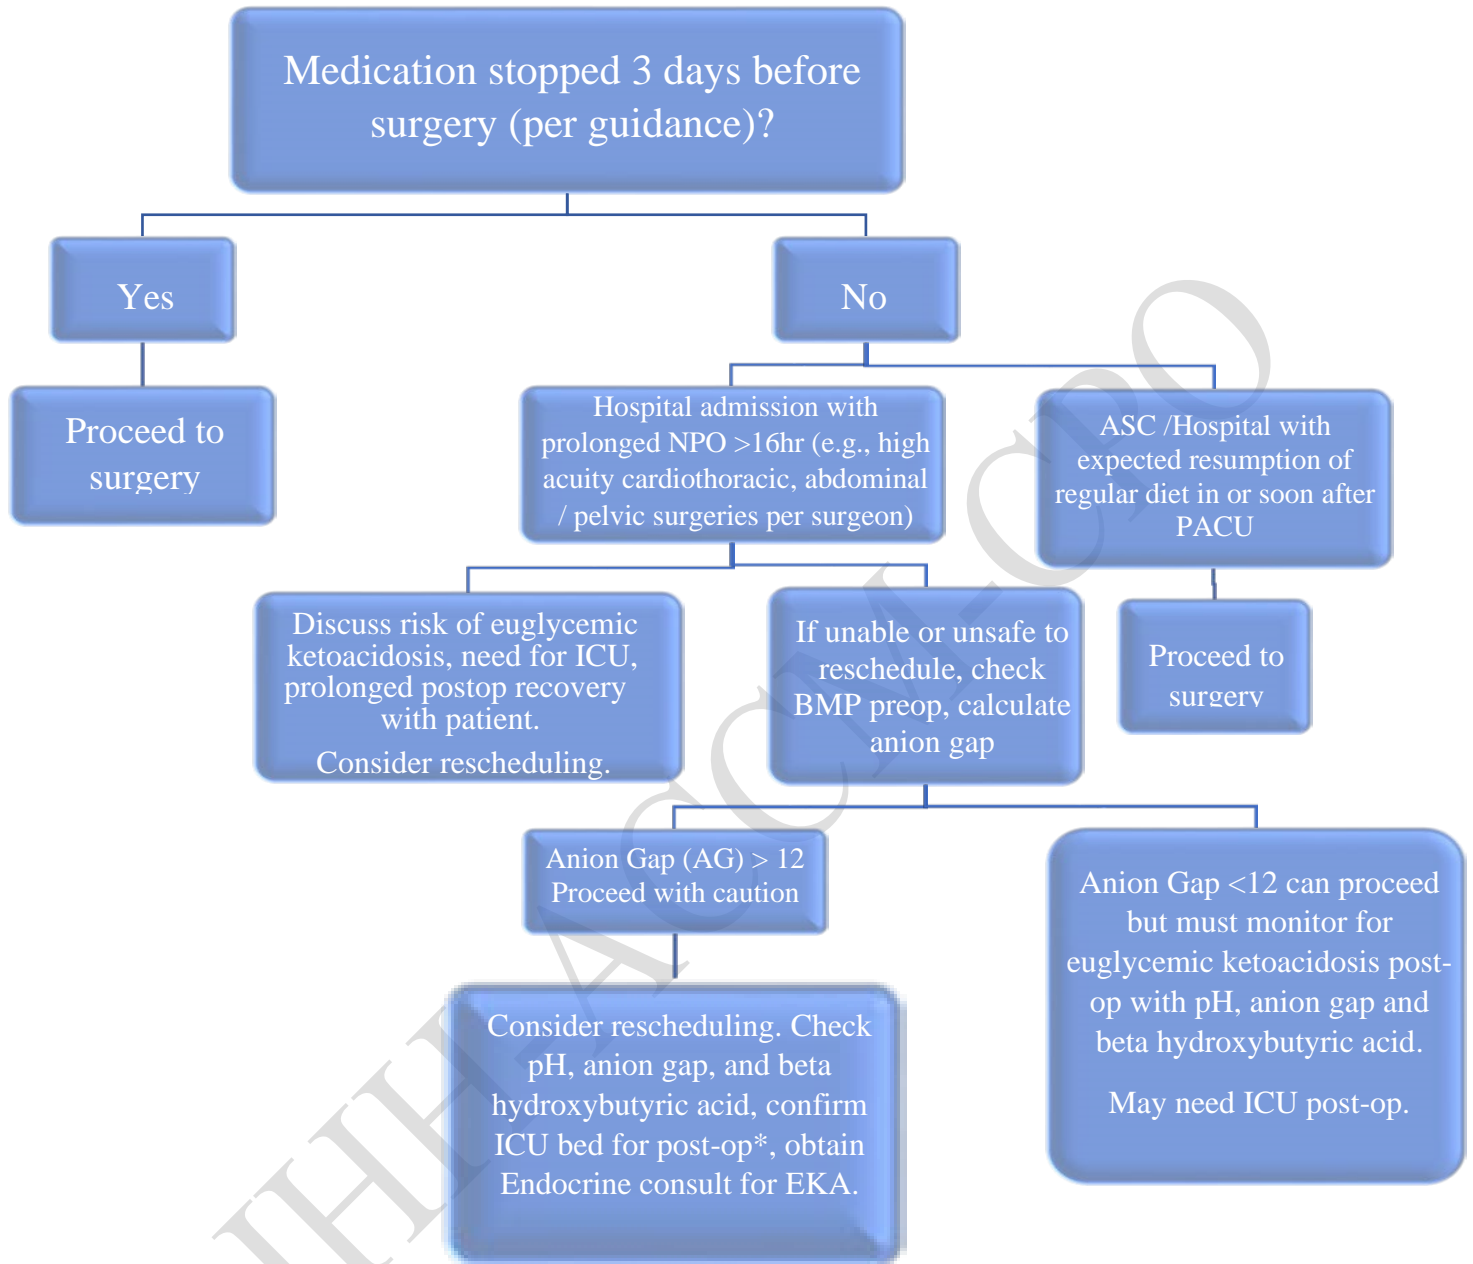 Medication stopped 3 days before
surgery (per guidance)?
Yes
No
Proceed to
surgery
Hospital admission with
prolonged NPO >16hr (e.g., high
acuity cardiothoracic, abdominal
/ pelvic surgeries per surgeon)
ASC /Hospital with
expected resumption of
regular diet in or soon after
PACU
Discuss risk of euglycemic
ketoacidosis, need for ICU,
prolonged postop recovery
with patient.
Consider rescheduling.
If unable or unsafe to
reschedule, check
BMP preop, calculate
anion gap
Proceed to
surgery
Anion Gap (AG) > 12
Proceed with caution
Anion Gap <12 can proceed
but must monitor for
euglycemic ketoacidosis post-
op with pH, anion gap and
beta hydroxybutyric acid.
May need ICU post-op.
Consider rescheduling. Check
pH, anion gap, and beta
hydroxybutyric acid, confirm
ICU bed for post-op*, obtain
Endocrine consult for EKA.
JHH-ACCM-CPO